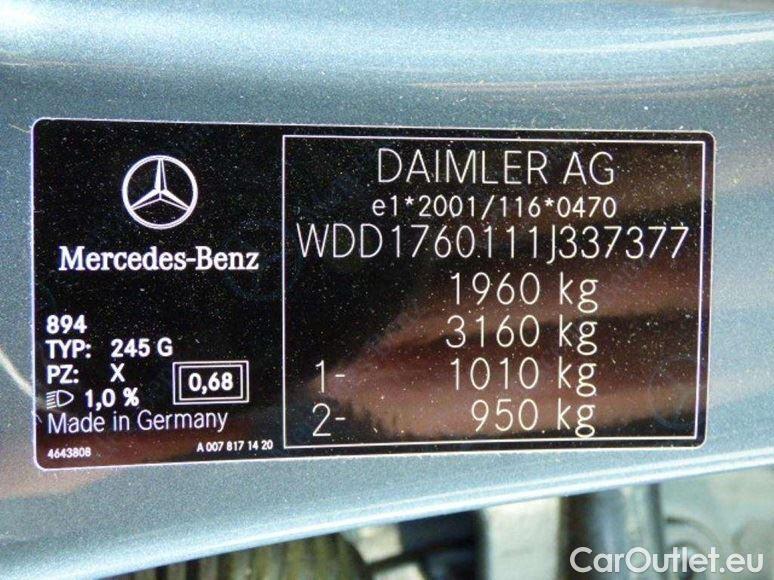 Mercedes-Benz
894
TYP: 245 G
PZ: X
1,0 %
0,68
Made in Germany
4643808
A 007 817 14 20
DAIMLER AG
e1*2001/116*0470
WDD1760111J337377
1960 kg
3160 kg
1- 1010 kg
2- 950 kg
CarOutlet.eu